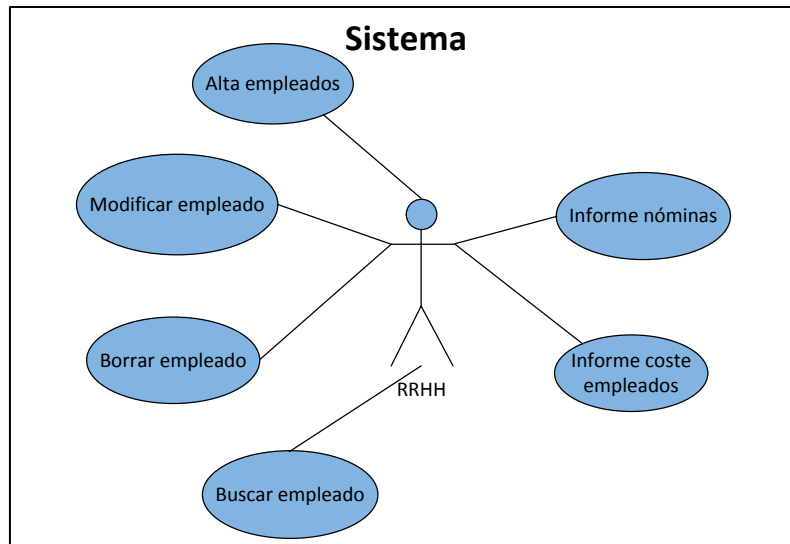 Sistema
Alta empleados
Modificar empleado
Informe nóminas
Borrar empleado
Informe coste
empleados
RRHH
Buscar empleado